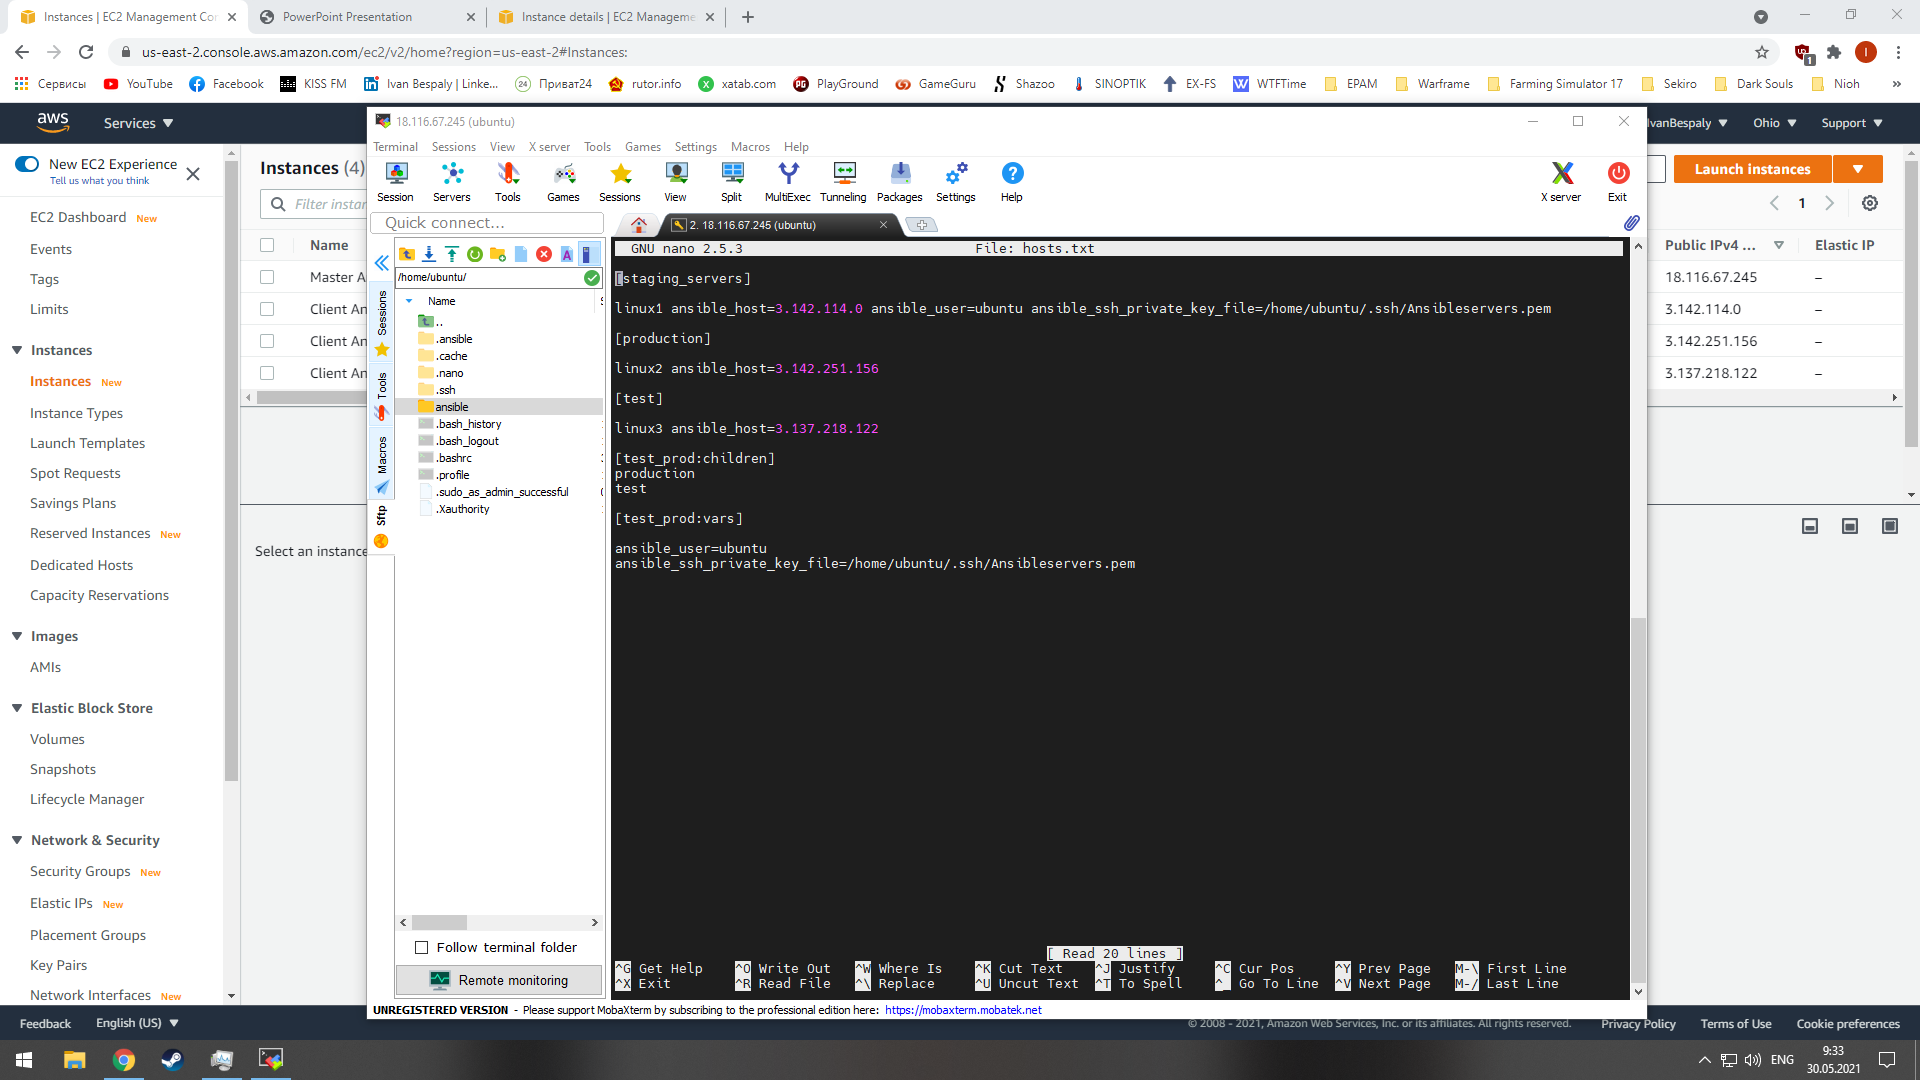 Instances | EC2 Management Con
PowerPoint Presentation
Instance details | EC2 Manageme
us-east-2.console.aws.amazon.com/ec2/v2/home?region=us-east-2#Instances:
1
I
Сервисы
YouTube
Facebook
KISS FM
Ivan Bespaly | Linke...
24 Приват24
rutor.info
xatab.com
PlayGround
GameGuru
Shazoo
SINOPTIK
EX-FS
WTFTime
EPAM
Warframe
Farming Simulator 17
Sekiro
Dark Souls
Nioh
»
aws
Services
IvanBespaly
Ohio
Support
New EC2 Experience
Tell us what you think
EC2 Dashboard New
Events
Tags
Limits
Instances
Instances New
Instance Types
Launch Templates
Spot Requests
Savings Plans
Reserved Instances New
Dedicated Hosts
Capacity Reservations
Images
AMIs
Elastic Block Store
Volumes
Snapshots
Lifecycle Manager
Network & Security
Security Groups New
Elastic IPs New
Placement Groups
Key Pairs
Network Interfaces New
Instances (4)
Filter instan
Name
Master A
Client An
Client An
Client An
Select an instance
Launch instances
1
Public IPv4 ...
Elastic IP
18.116.67.245 –
3.142.114.0 –
3.142.251.156 –
3.137.218.122 –
18.116.67.245 (ubuntu)
Terminal Sessions View X server Tools Games Settings Macros Help
Session Servers Tools Games Sessions View Split MultiExec Tunneling Packages Settings Help X server Exit
Quick connect...
2. 18.116.67.245 (ubuntu)
Sessions
Tools
Macros
Sftp
/home/ubuntu/
Name
..
.ansible
.cache
.nano
.ssh
ansible
.bash_history
.bash_logout
.bashrc
.profile
.sudo_as_admin_successful
.Xauthority
Follow terminal folder
Remote monitoring
GNU nano 2.5.3 File: hosts.txt
[staging_servers]
linux1 ansible_host=3.142.114.0 ansible_user=ubuntu ansible_ssh_private_key_file=/home/ubuntu/.ssh/Ansibleservers.pem
[production]
linux2 ansible_host=3.142.251.156
[test]
linux3 ansible_host=3.137.218.122
[test_prod:children]
production
test
[test_prod:vars]
ansible_user=ubuntu
ansible_ssh_private_key_file=/home/ubuntu/.ssh/Ansibleservers.pem
[ Read 20 lines ]
^G Get Help ^O Write Out ^W Where Is ^K Cut Text ^J Justify ^C Cur Pos ^Y Prev Page M-\ First Line
^X Exit ^R Read File ^\ Replace ^U Uncut Text ^T To Spell ^_ Go To Line ^V Next Page M-/ Last Line
UNREGISTERED VERSION - Please support MobaXterm by subscribing to the professional edition here: https://mobaxterm.mobatek.net
Feedback
English (US)
© 2008 - 2021, Amazon Web Services, Inc. or its affiliates. All rights reserved.
Privacy Policy
Terms of Use
Cookie preferences
ENG
9:33
30.05.2021